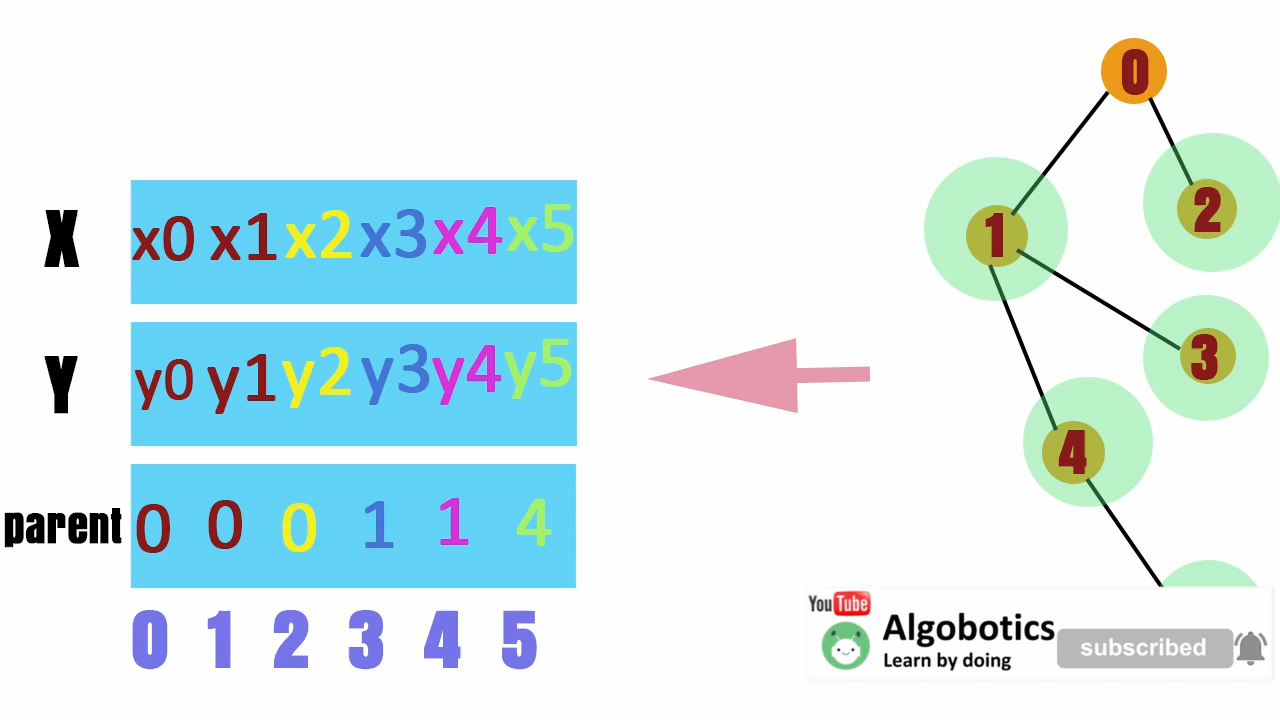 X x0 x1 x2 x3 x4 x5
Y y0 y1 y2 y3 y4 y5
parent 0 0 0 1 1 4
0 1 2 3 4 5
0
1
2
3
4
YouTube
Algobotics
Learn by doing
subscribed